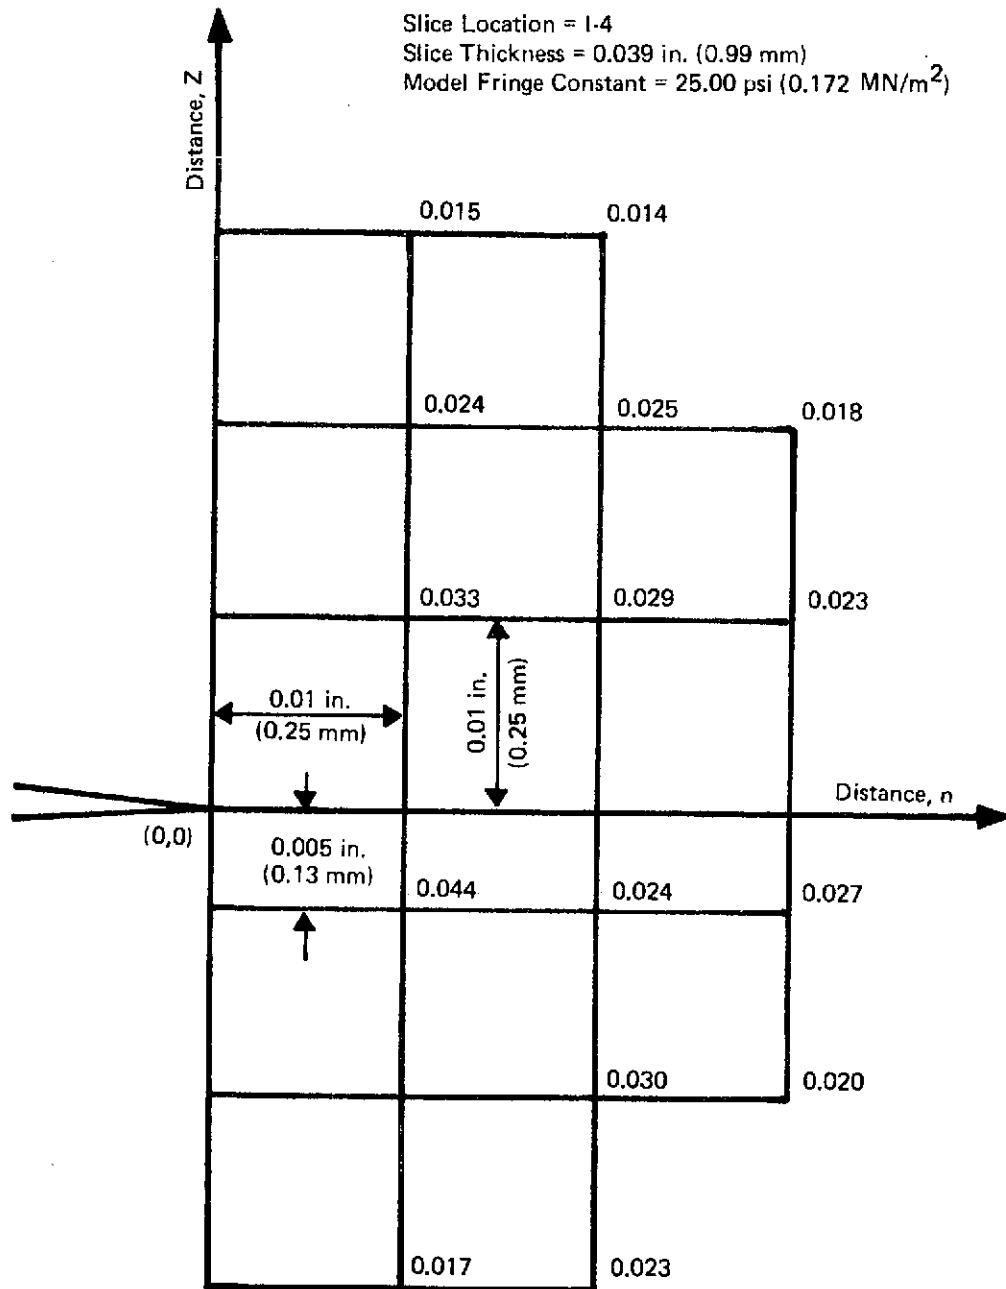 Slice Location = I-4
Slice Thickness = 0.039 in. (0.99 mm)
Model Fringe Constant = 25.00 psi (0.172 MN/m²)
Distance, Z
0.015 0.014
0.024 0.025 0.018
0.033 0.029 0.023
0.01 in.
(0.25 mm)
0.01 in.
(0.25 mm)
Distance, n
(0,0)
0.005 in.
(0.13 mm)
0.044 0.024 0.027
0.030 0.020
0.017 0.023